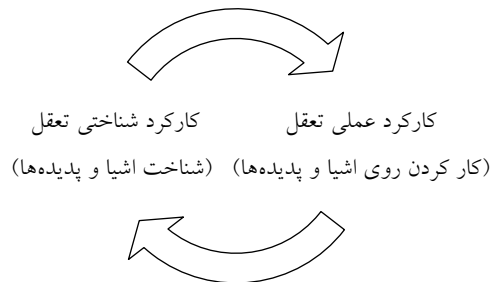 کارکرد عملی تعقل
(کار کردن روی اشیا و پدیده‌ها)
کارکرد شناختی تعقل
(شناخت اشیا و پدیده‌ها)